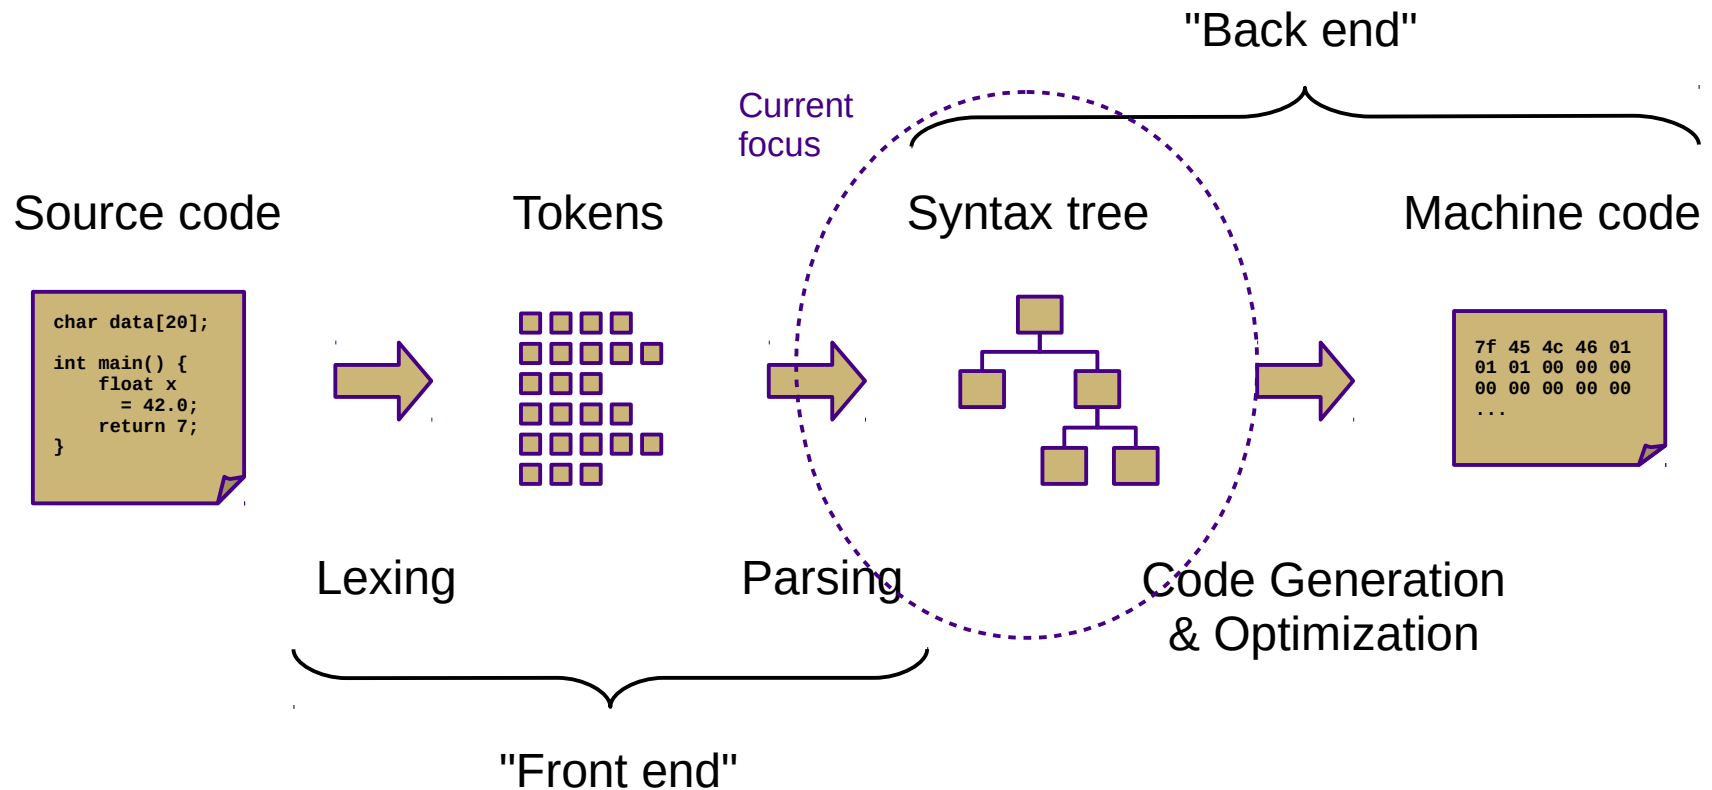 "Back end"
Current
focus
Source code
Tokens
Syntax tree
Machine code
char data[20];
int main() {
    float x
      = 42.0;
    return 7;
}
7f 45 4c 46 01
01 01 00 00 00
00 00 00 00 00
...
Lexing
Parsing
Code Generation
& Optimization
"Front end"